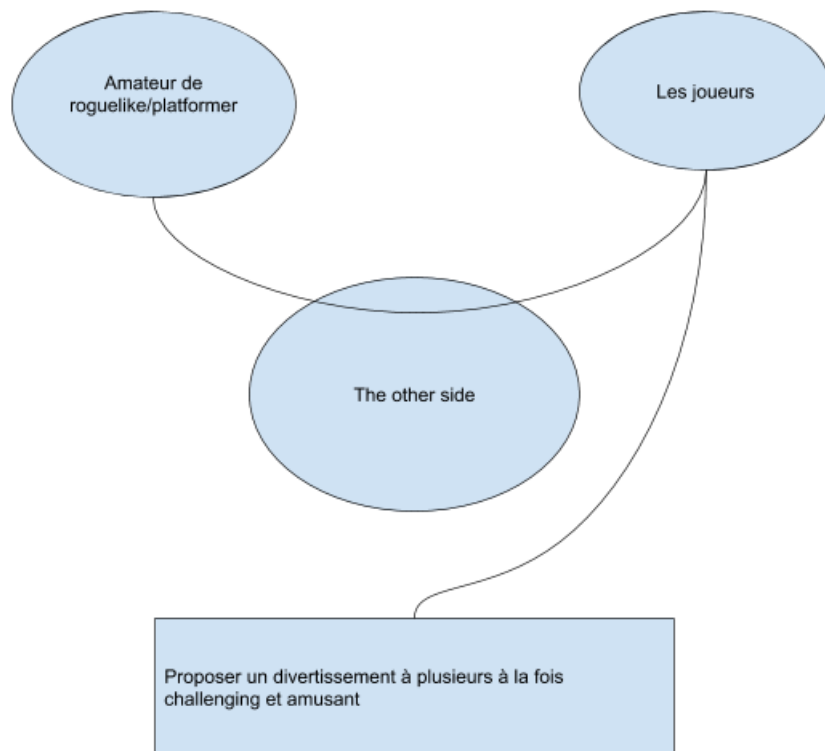 Amateur de
roguelike/platformer
Les joueurs
The other side
Proposer un divertissement à plusieurs à la fois
challenging et amusant